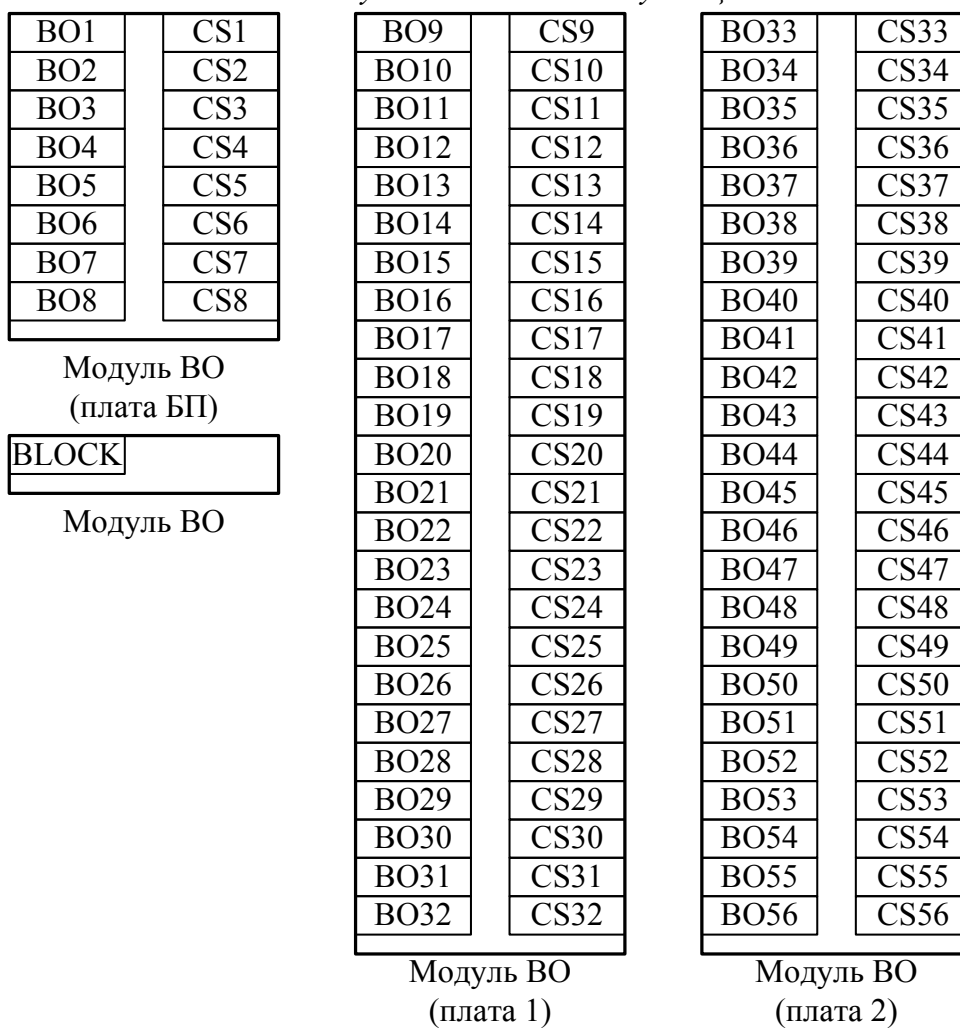 BO1 CS1
BO2 CS2
BO3 CS3
BO4 CS4
BO5 CS5
BO6 CS6
BO7 CS7
BO8 CS8
Модуль BO
(плата БП)
BLOCK
Модуль BO
BO9 CS9
BO10 CS10
BO11 CS11
BO12 CS12
BO13 CS13
BO14 CS14
BO15 CS15
BO16 CS16
BO17 CS17
BO18 CS18
BO19 CS19
BO20 CS20
BO21 CS21
BO22 CS22
BO23 CS23
BO24 CS24
BO25 CS25
BO26 CS26
BO27 CS27
BO28 CS28
BO29 CS29
BO30 CS30
BO31 CS31
BO32 CS32
Модуль BO
(плата 1)
BO33 CS33
BO34 CS34
BO35 CS35
BO36 CS36
BO37 CS37
BO38 CS38
BO39 CS39
BO40 CS40
BO41 CS41
BO42 CS42
BO43 CS43
BO44 CS44
BO45 CS45
BO46 CS46
BO47 CS47
BO48 CS48
BO49 CS49
BO50 CS50
BO51 CS51
BO52 CS52
BO53 CS53
BO54 CS54
BO55 CS55
BO56 CS56
Модуль BO
(плата 2)